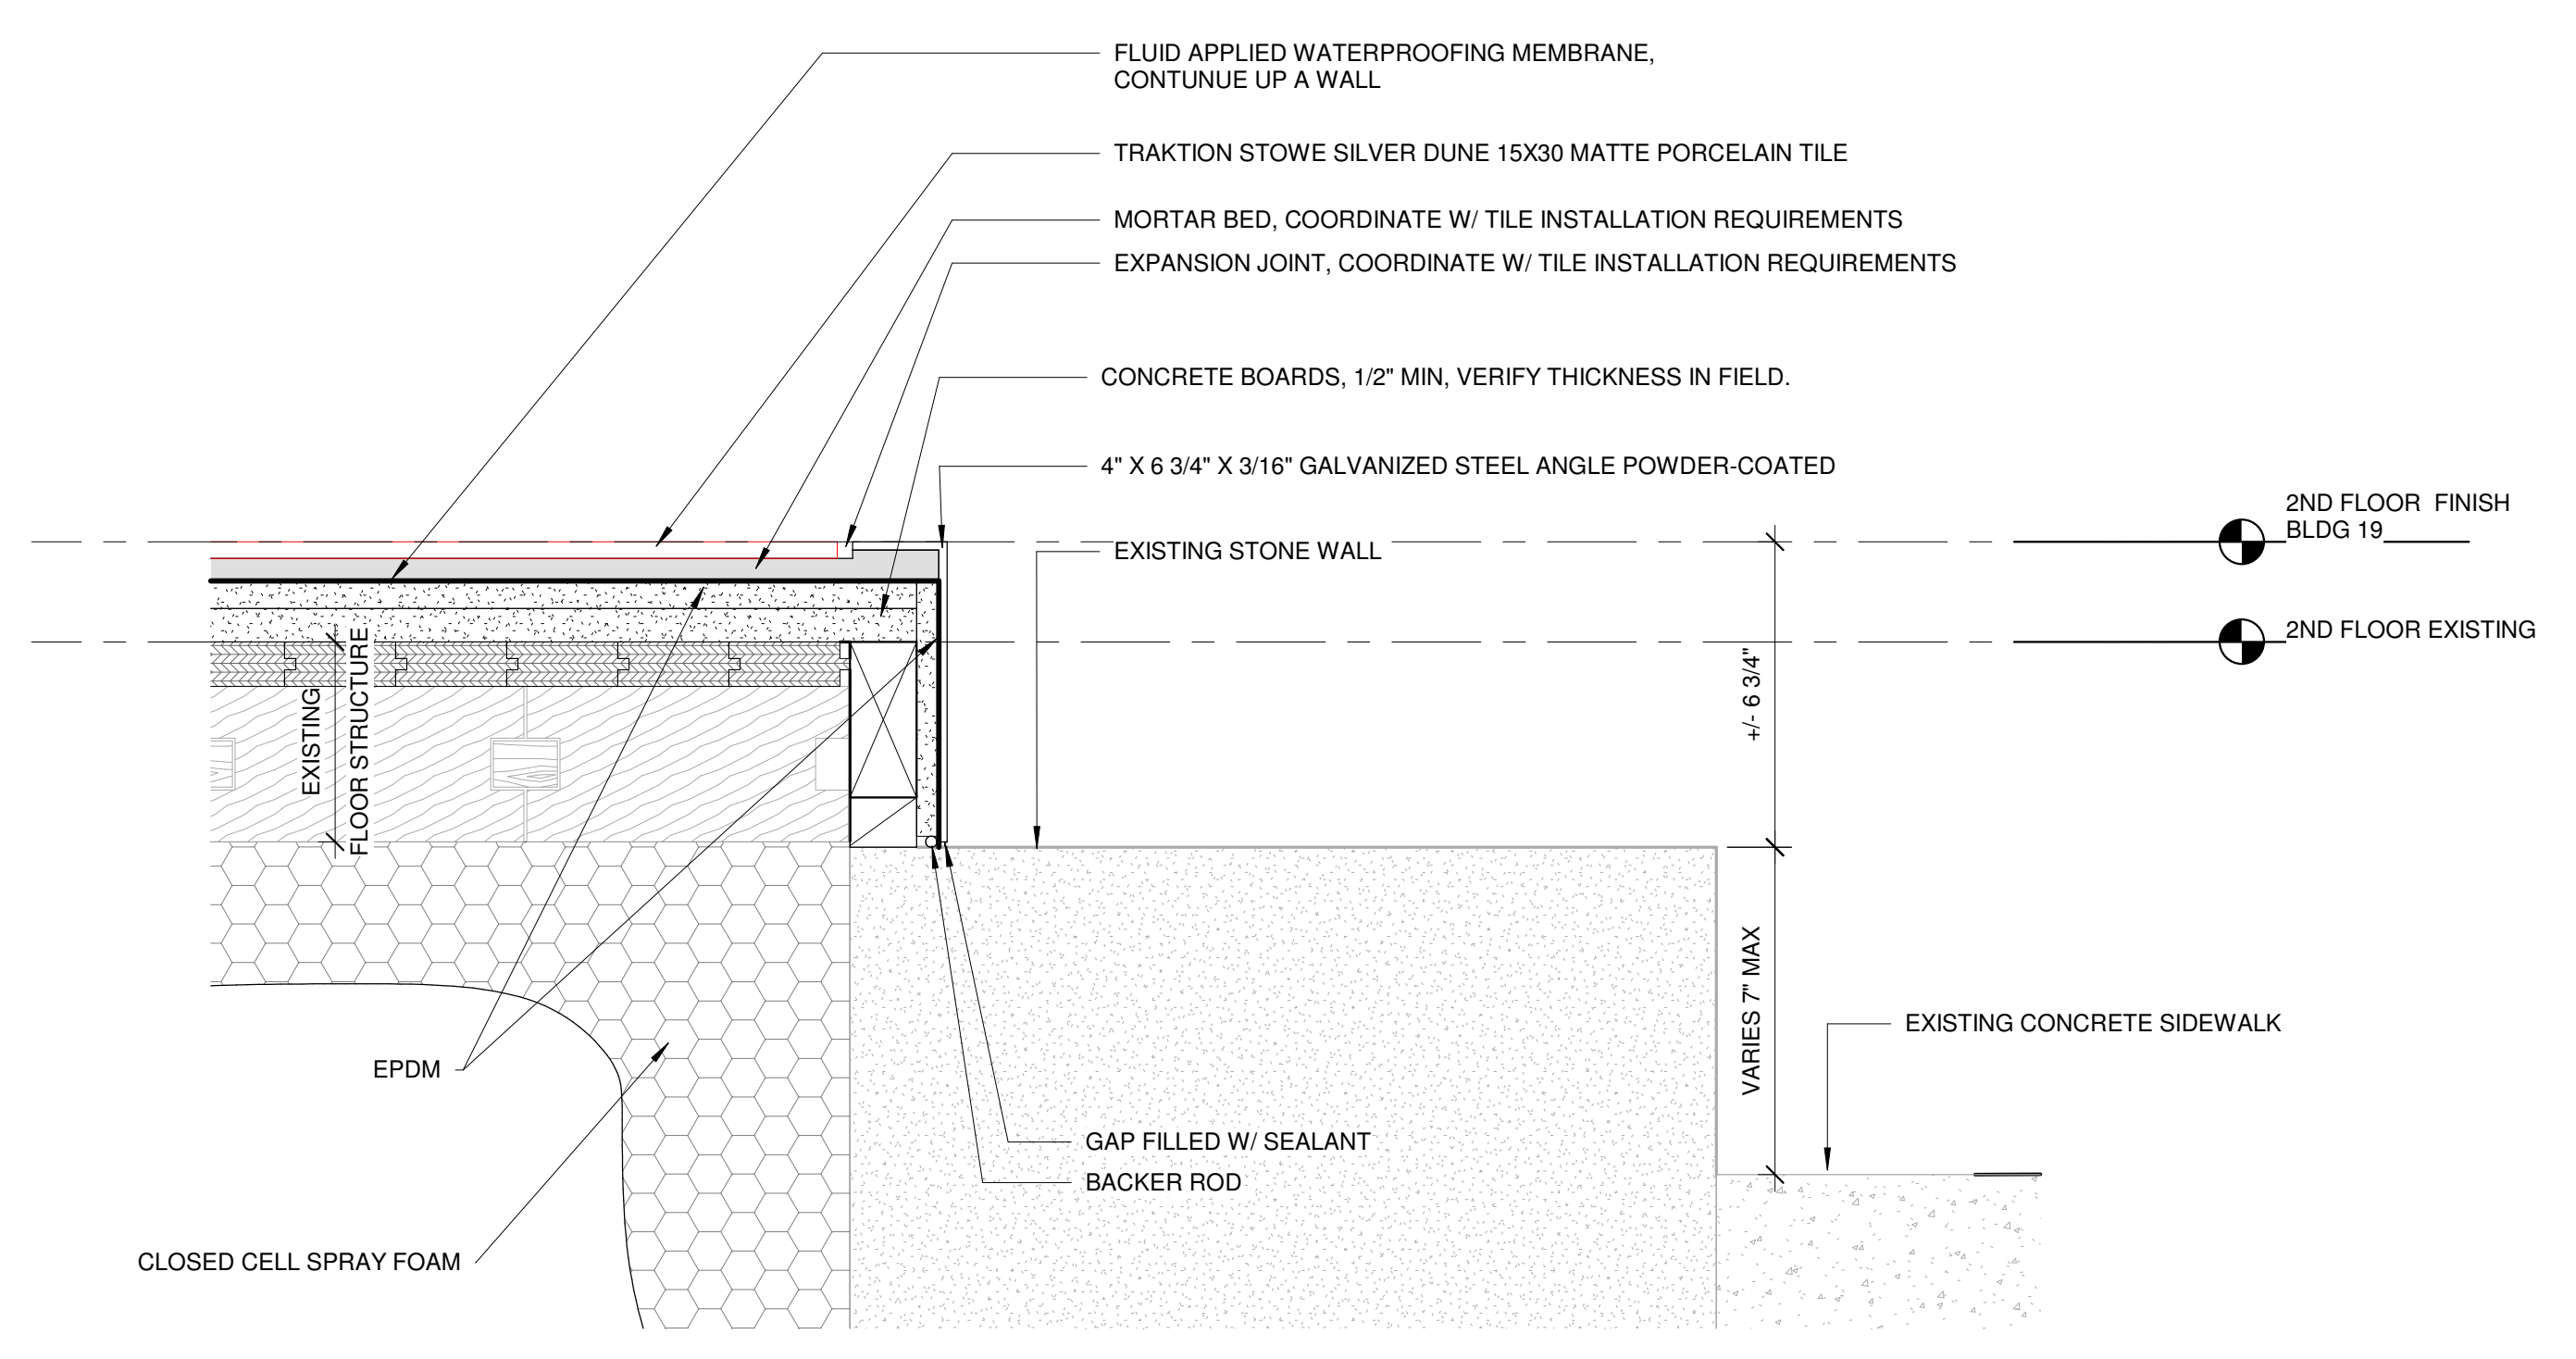 FLUID APPLIED WATERPROOFING MEMBRANE,
CONTUNUE UP A WALL
TRAKTION STOWE SILVER DUNE 15X30 MATTE PORCELAIN TILE
MORTAR BED, COORDINATE W/ TILE INSTALLATION REQUIREMENTS
EXPANSION JOINT, COORDINATE W/ TILE INSTALLATION REQUIREMENTS
CONCRETE BOARDS, 1/2" MIN, VERIFY THICKNESS IN FIELD.
4" X 6 3/4" X 3/16" GALVANIZED STEEL ANGLE POWDER-COATED
2ND FLOOR FINISH
BLDG 19
EXISTING STONE WALL
2ND FLOOR EXISTING
+/- 6 3/4"
EXISTING
FLOOR STRUCTURE
VARIES 7" MAX
EXISTING CONCRETE SIDEWALK
EPDM
GAP FILLED W/ SEALANT
BACKER ROD
CLOSED CELL SPRAY FOAM